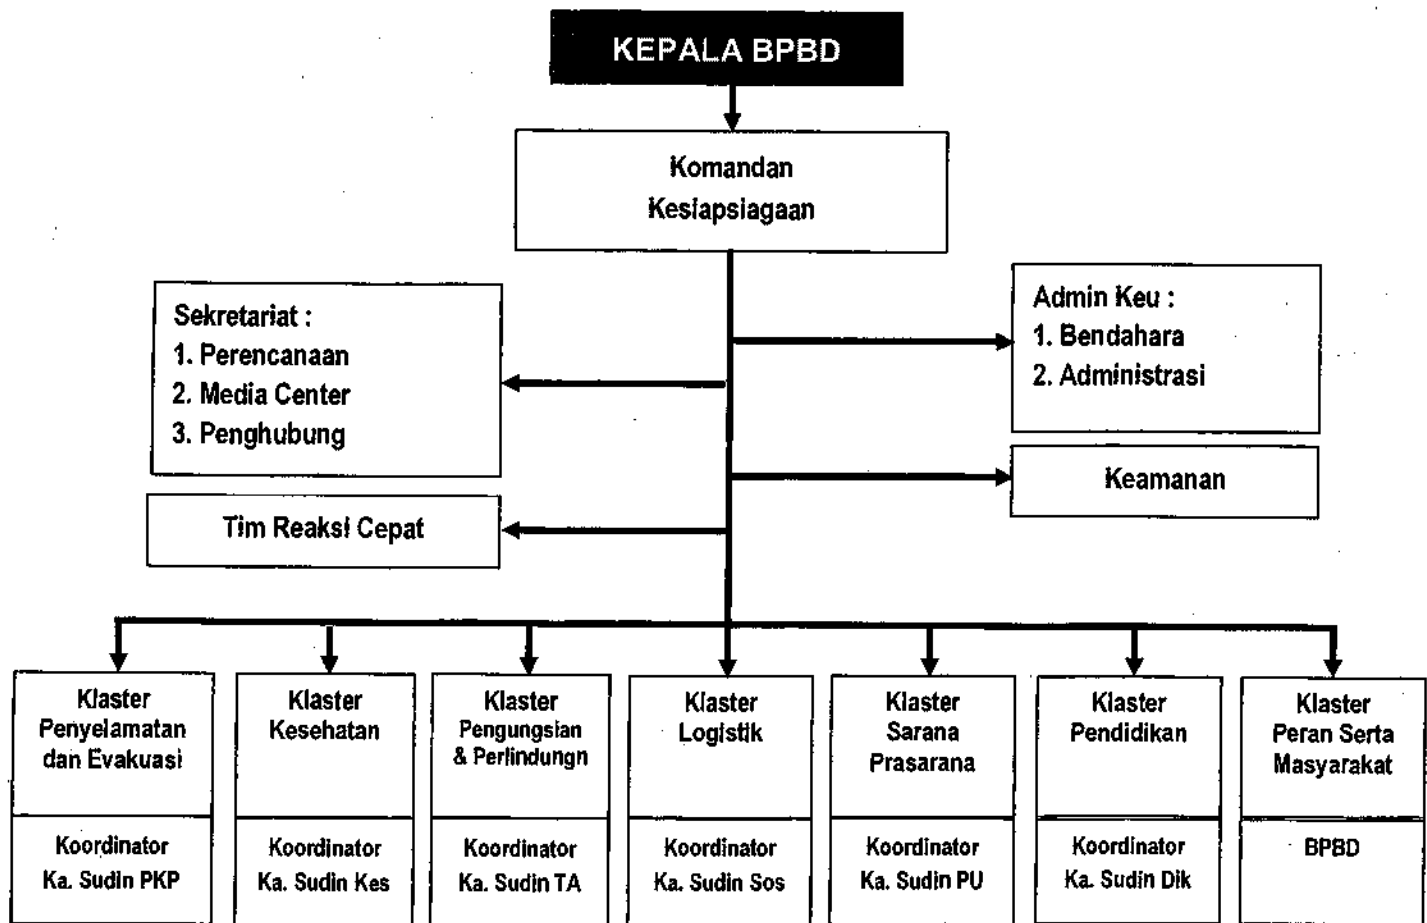 KEPALA BPBD
Komandan
Kesiapsiagaan
Sekretariat :
1. Perencanaan
2. Media Center
3. Penghubung
Admin Keu :
1. Bendahara
2. Administrasi
Keamanan
Tim Reaksi Cepat
Klaster
Penyelamatan
dan Evakuasi
Koordinator
Ka. Sudin PKP
Klaster
Kesehatan
Koordinator
Ka. Sudin Kes
Klaster
Pengungsian
& Perlindungn
Koordinator
Ka. Sudin TA
Klaster
Logistik
Koordinator
Ka. Sudin Sos
Klaster
Sarana
Prasarana
Koordinator
Ka. Sudin PU
Klaster
Pendidikan
Koordinator
Ka. Sudin Dik
Klaster
Peran Serta
Masyarakat
BPBD